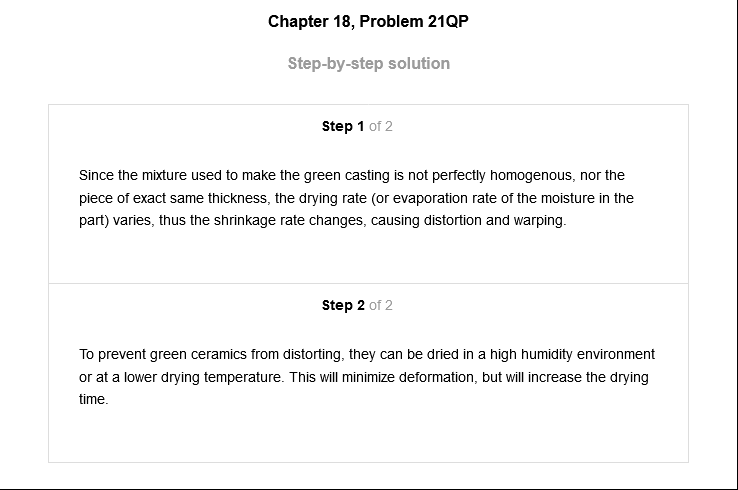 Chapter 18, Problem 21QP
Step-by-step solution
Step 1 of 2
Since the mixture used to make the green casting is not perfectly homogenous, nor the
piece of exact same thickness, the drying rate (or evaporation rate of the moisture in the
part) varies, thus the shrinkage rate changes, causing distortion and warping.
Step 2 of 2
To prevent green ceramics from distorting, they can be dried in a high humidity environment
or at a lower drying temperature. This will minimize deformation, but will increase the drying
time.